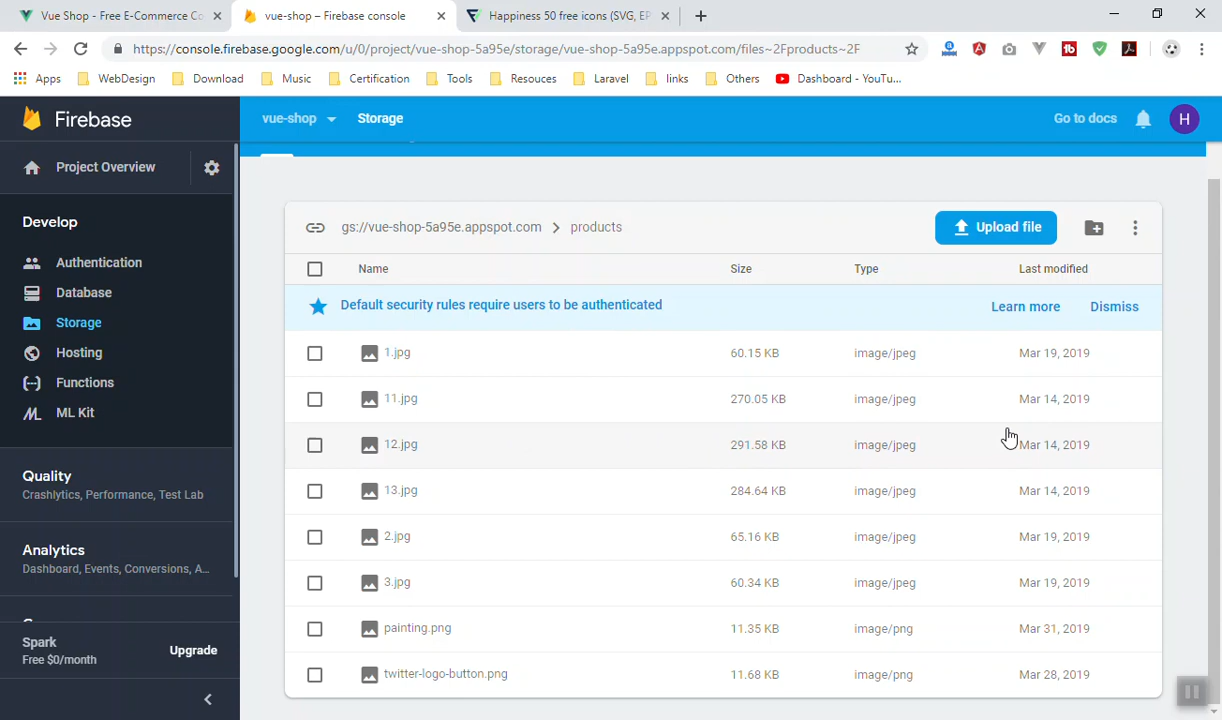 Vue Shop - Free E-Commerce Co
vue-shop – Firebase console
Happiness 50 free icons (SVG, EP
https://console.firebase.google.com/u/0/project/vue-shop-5a95e/storage/vue-shop-5a95e.appspot.com/files~2Fproducts~2F
Apps WebDesign Download Music Certification Tools Resouces Laravel links Others Dashboard - YouTu...
Firebase
vue-shop Storage Go to docs H
Project Overview
Develop
Authentication
Database
Storage
Hosting
Functions
ML Kit
Quality
Crashlytics, Performance, Test Lab
Analytics
Dashboard, Events, Conversions, A...
Spark
Free $0/month
Upgrade
gs://vue-shop-5a95e.appspot.com > products Upload file
Name Size Type Last modified
Default security rules require users to be authenticated Learn more Dismiss
1.jpg 60.15 KB image/jpeg Mar 19, 2019
11.jpg 270.05 KB image/jpeg Mar 14, 2019
12.jpg 291.58 KB image/jpeg Mar 14, 2019
13.jpg 284.64 KB image/jpeg Mar 14, 2019
2.jpg 65.16 KB image/jpeg Mar 19, 2019
3.jpg 60.34 KB image/jpeg Mar 19, 2019
painting.png 11.35 KB image/png Mar 31, 2019
twitter-logo-button.png 11.68 KB image/png Mar 28, 2019